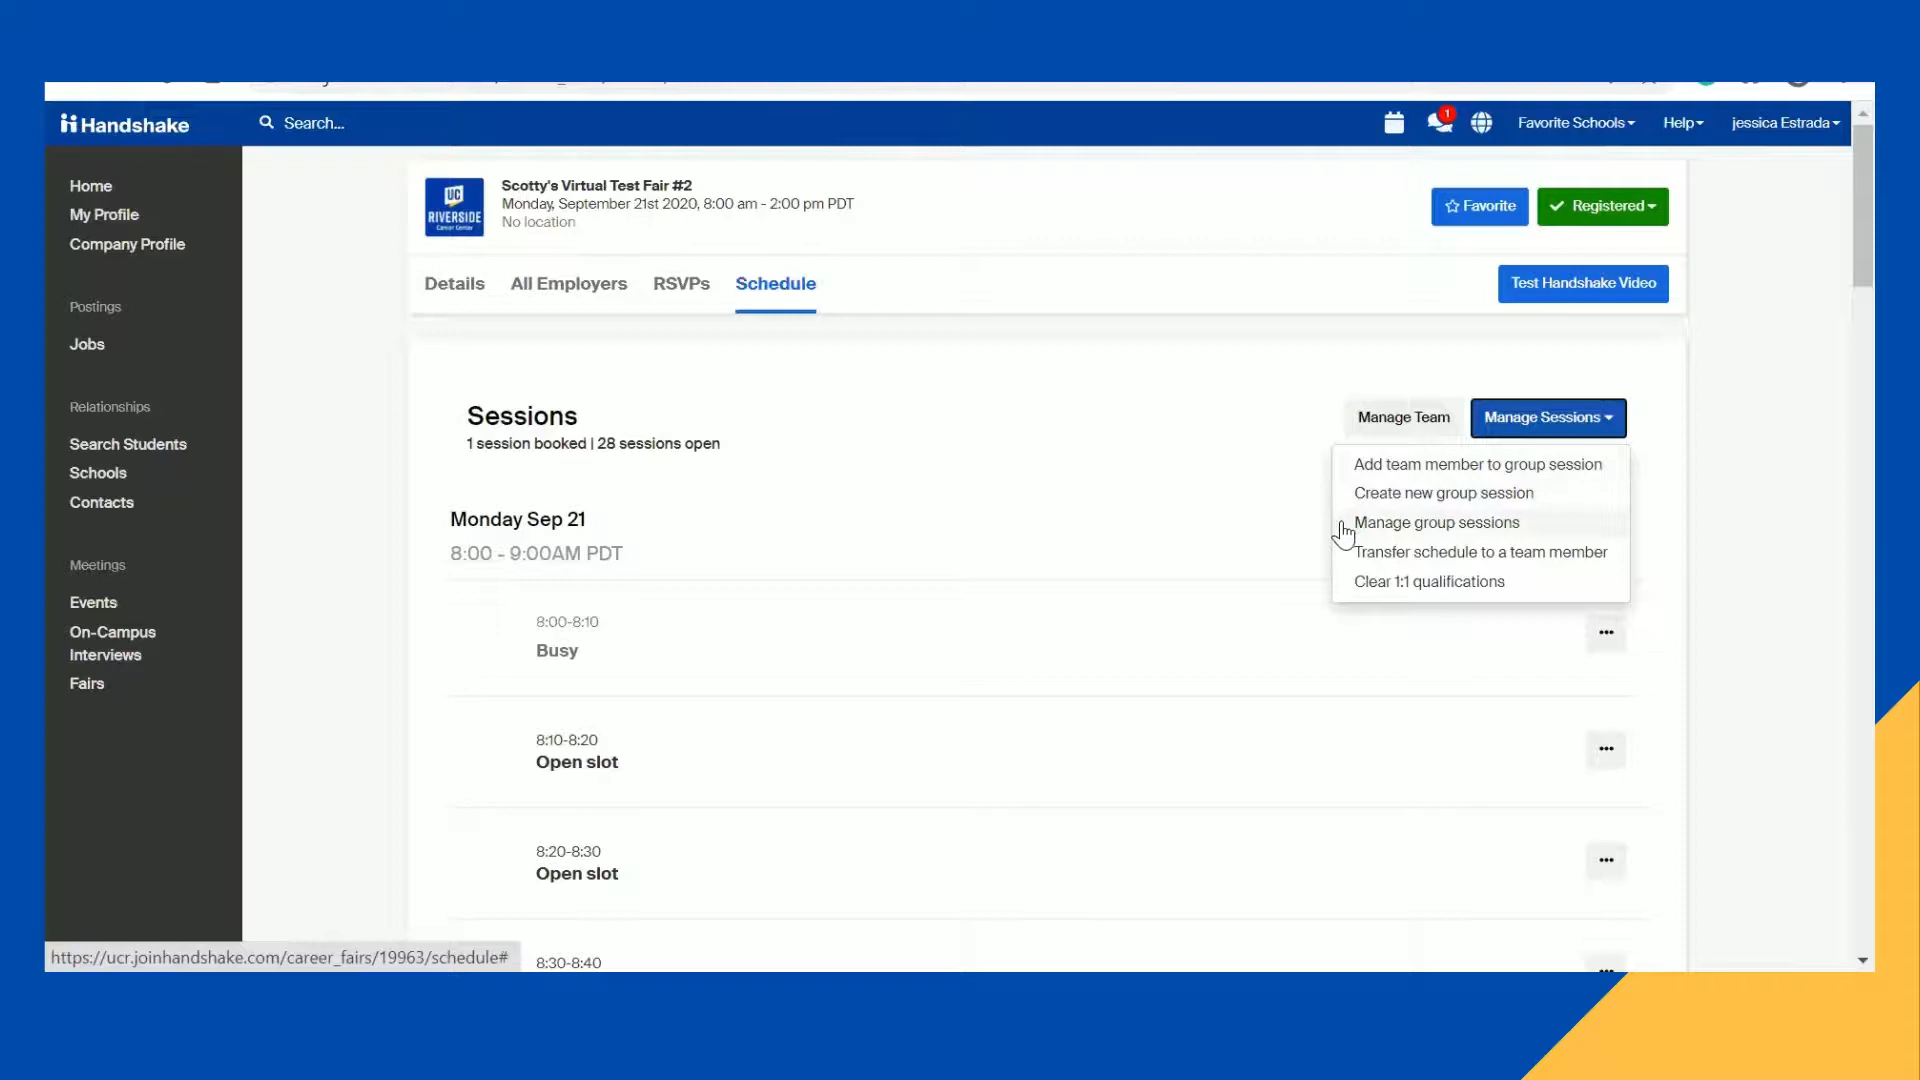 Handshake
Search...
1
Favorite Schools
Help
jessica Estrada
Home
My Profile
Company Profile
Postings
Jobs
Relationships
Search Students
Schools
Contacts
Meetings
Events
On-Campus
Interviews
Fairs
UC
RIVERSIDE
Career Center
Scotty's Virtual Test Fair #2
Monday, September 21st 2020, 8:00 am - 2:00 pm PDT
No location
Favorite
Registered
Details
All Employers
RSVPs
Schedule
Test Handshake Video
Sessions
1 session booked | 28 sessions open
Manage Team
Manage Sessions
Add team member to group session
Create new group session
Manage group sessions
Transfer schedule to a team member
Clear 1:1 qualifications
Monday Sep 21
8:00 - 9:00AM PDT
8:00-8:10
Busy
8:10-8:20
Open slot
8:20-8:30
Open slot
8:30-8:40
https://ucr.joinhandshake.com/career_fairs/19963/schedule#